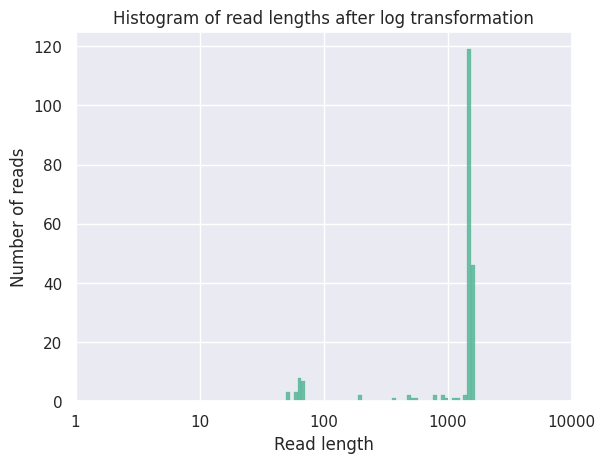 Histogram of read lengths after log transformation
120
100
80
60
40
20
0
Number of reads
1 10 100 1000 10000
Read length